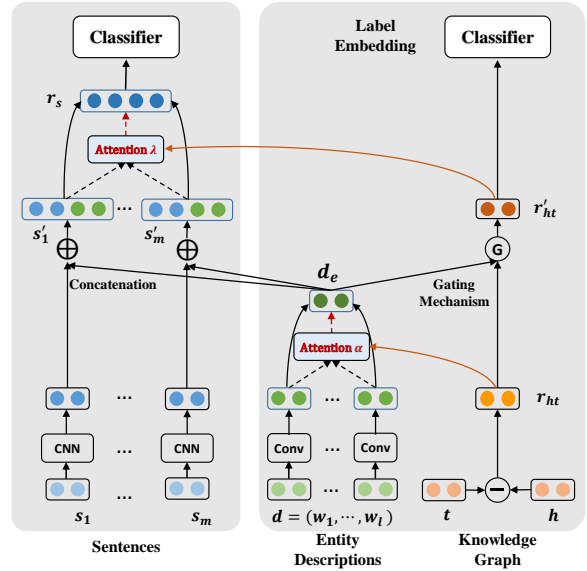 Classifier
Label
Embedding
Classifier
r_s
Attention λ
...
r'_ht
s'_1
s'_m
G
Concatenation
d_e
Gating
Mechanism
Attention α
...
...
r_ht
CNN
...
CNN
Conv
...
Conv
...
...
s_1
s_m
d = (w_1, ⋯, w_l )
t
h
Sentences
Entity
Descriptions
Knowledge
Graph